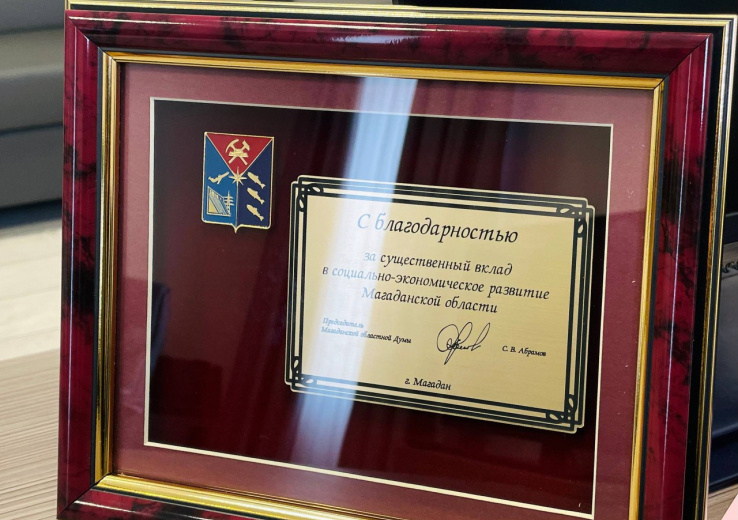 С благодарностью
за существенный вклад
в социально-экономическое развитие
Магаданской области
Председатель
Магаданской областной Думы
С. В. Абрамов
г. Магадан